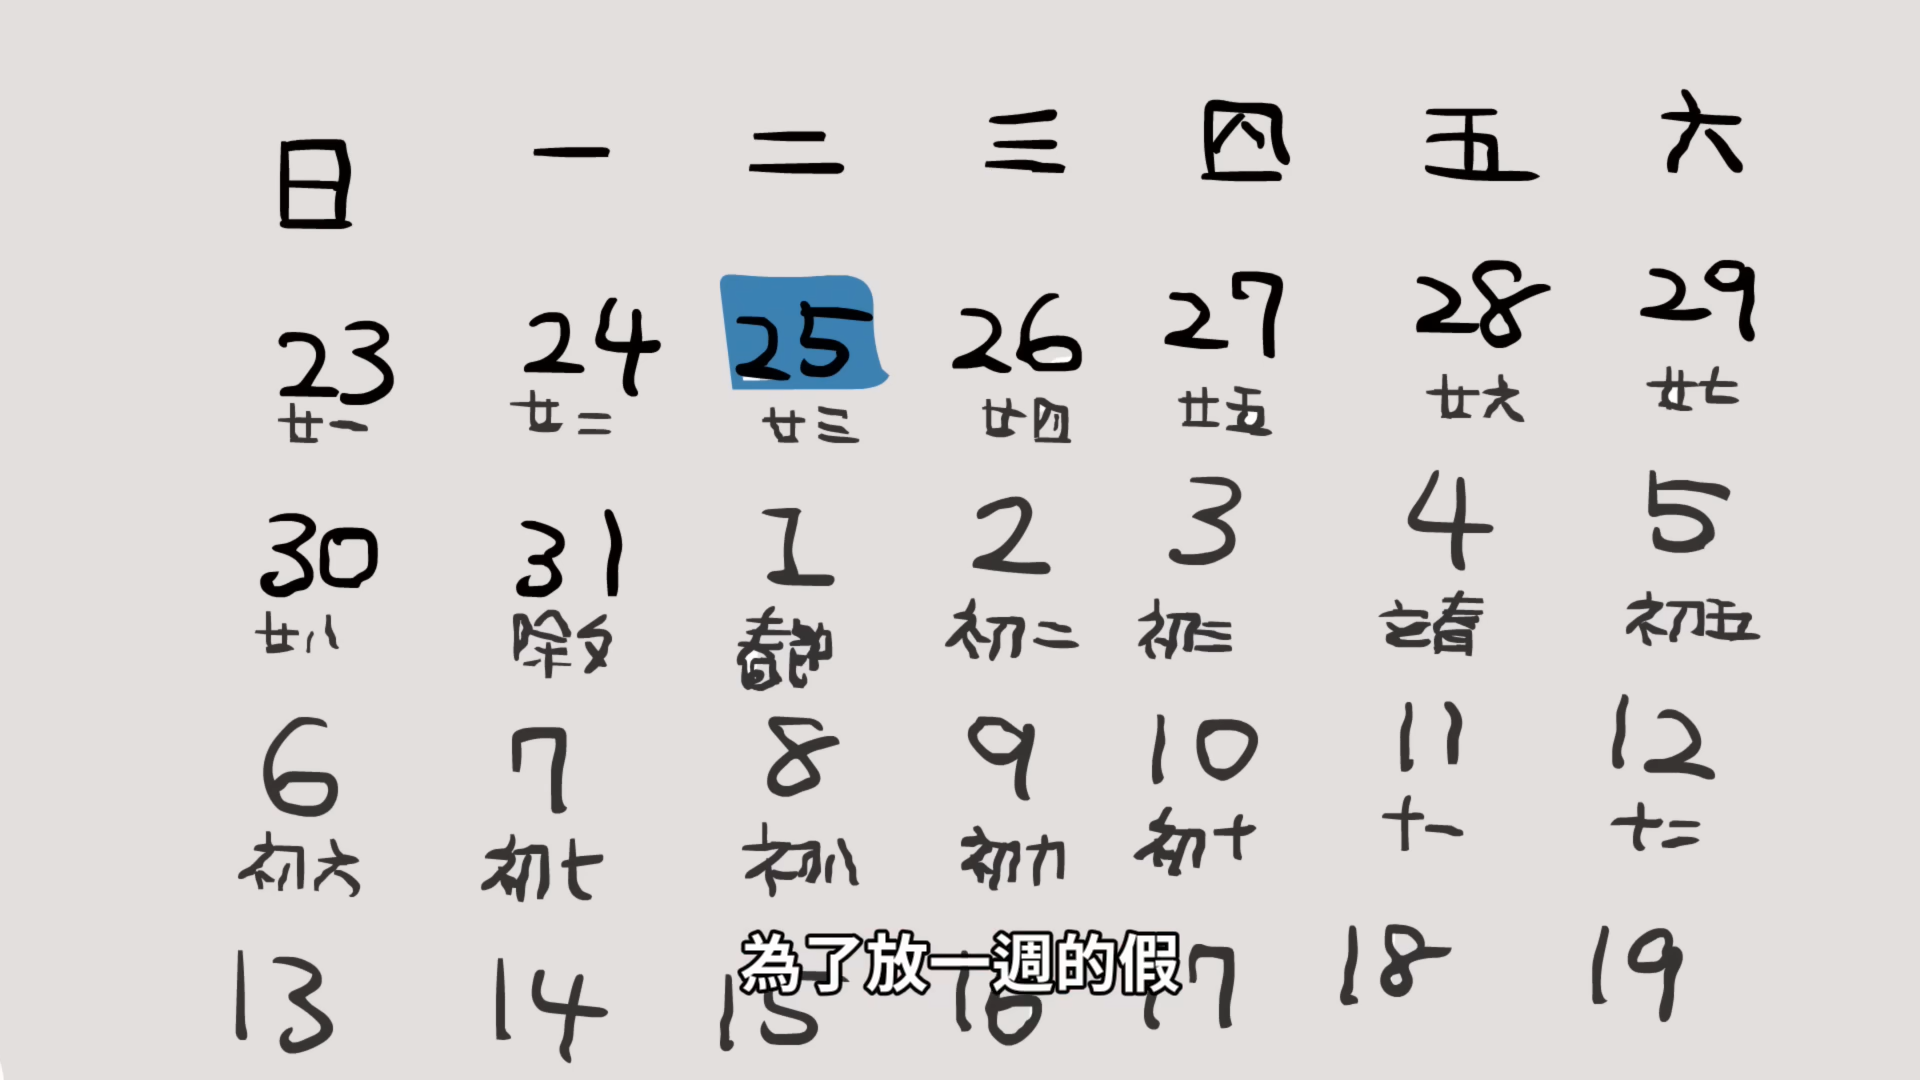 日 一 二 三 四 五 六
23 24 25 26 27 28 29
廿一 廿二 廿三 廿四 廿五 廿六 廿七
30 31 1 2 3 4 5
廿八 除夕 春節 初二 初三 立春 初五
6 7 8 9 10 11 12
初六 初七 初八 初九 初十 十一 十二
13 14 15 16 17 18 19
為了放一週的假